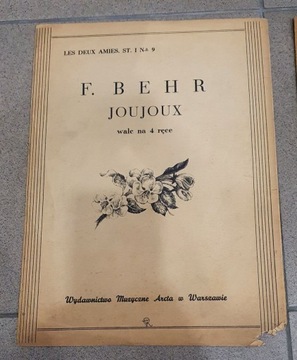 LES DEUX AMIES. ST. I № 9
F. BEHR
JOUJOUX
walc na 4 ręce
Wydawnictwo Muzyczne Arcta w Warszawie